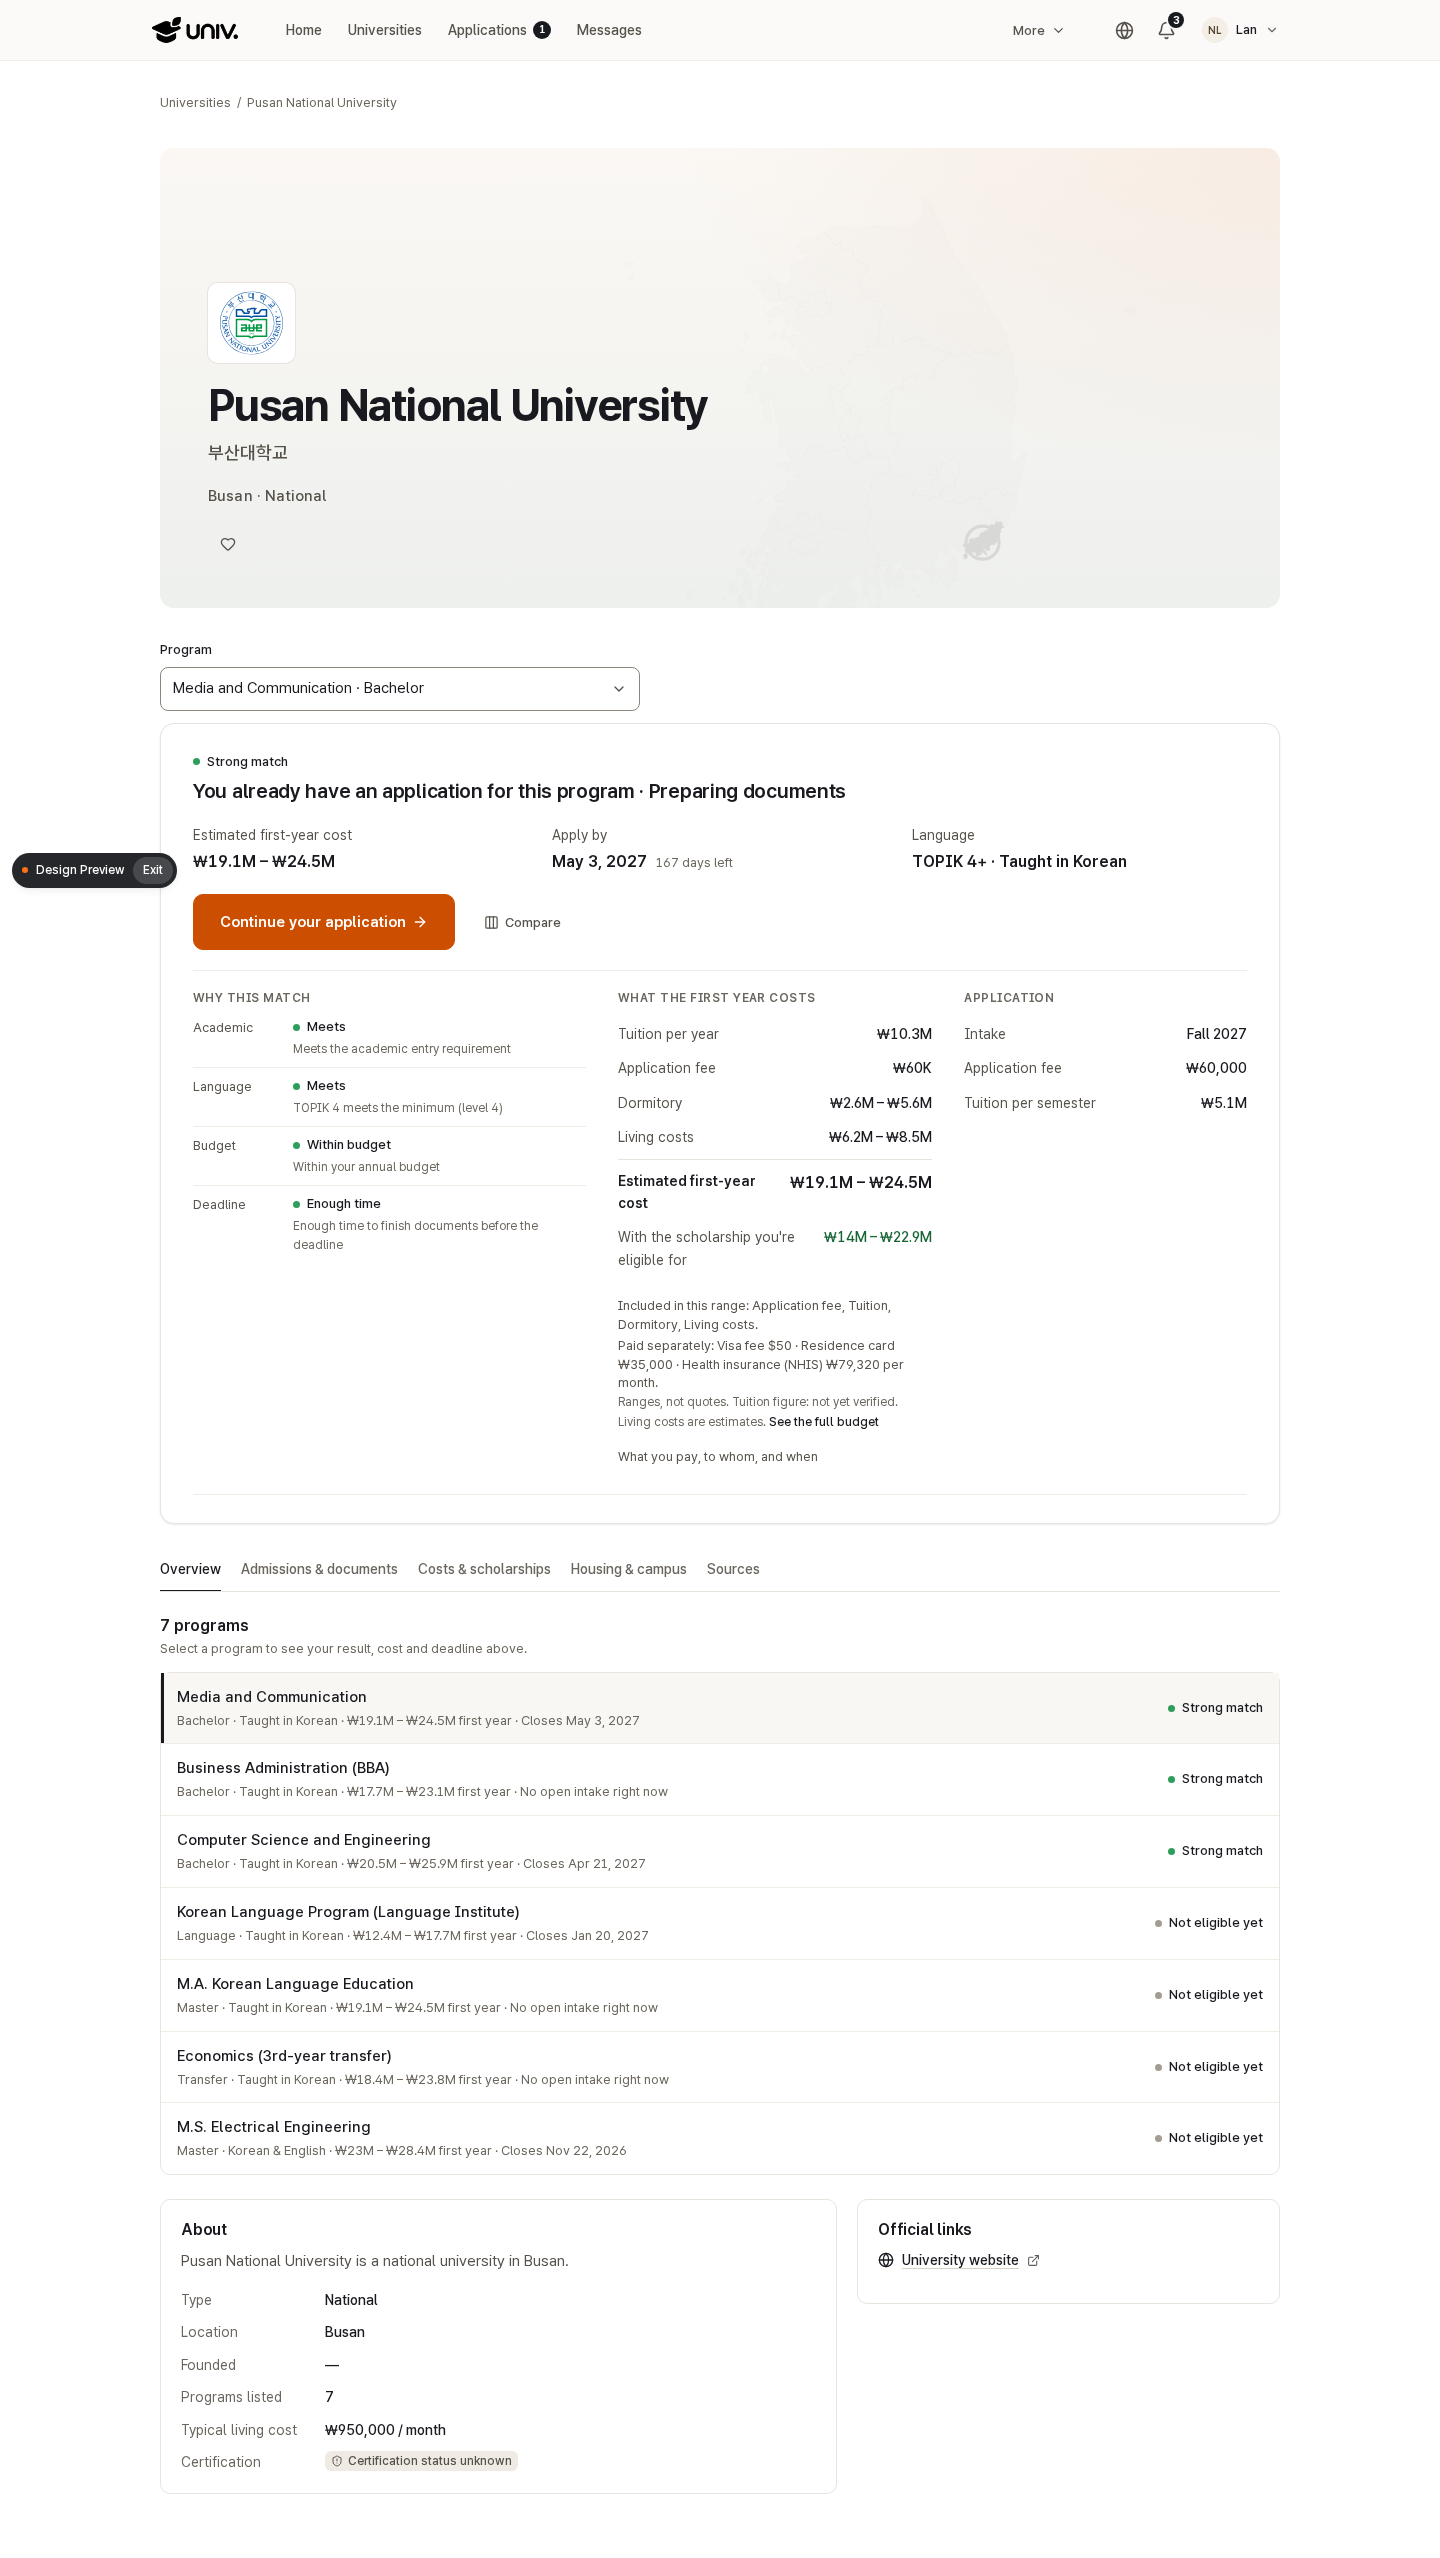 UNIV.
Home
Universities
Applications 1
Messages
More
3
NL Lan
Universities / Pusan National University
부산대학교
PUSAN NATIONAL UNIVERSITY
Pusan National University
부산대학교
Busan · National
Program
Media and Communication · Bachelor
Strong match
You already have an application for this program · Preparing documents
Estimated first-year cost
₩19.1M – ₩24.5M
Apply by
May 3, 2027 167 days left
Language
TOPIK 4+ · Taught in Korean
Design Preview Exit
Continue your application →
Compare
WHY THIS MATCH
Academic
Meets
Meets the academic entry requirement
Language
Meets
TOPIK 4 meets the minimum (level 4)
Budget
Within budget
Within your annual budget
Deadline
Enough time
Enough time to finish documents before the
deadline
WHAT THE FIRST YEAR COSTS
Tuition per year ₩10.3M
Application fee ₩60K
Dormitory ₩2.6M – ₩5.6M
Living costs ₩6.2M – ₩8.5M
Estimated first-year
cost
₩19.1M – ₩24.5M
With the scholarship you're
eligible for
₩14M – ₩22.9M
Included in this range: Application fee, Tuition,
Dormitory, Living costs.
Paid separately: Visa fee $50 · Residence card
₩35,000 · Health insurance (NHIS) ₩79,320 per
month.
Ranges, not quotes. Tuition figure: not yet verified.
Living costs are estimates. See the full budget
What you pay, to whom, and when
APPLICATION
Intake Fall 2027
Application fee ₩60,000
Tuition per semester ₩5.1M
Overview
Admissions & documents
Costs & scholarships
Housing & campus
Sources
7 programs
Select a program to see your result, cost and deadline above.
Media and Communication
Bachelor · Taught in Korean · ₩19.1M – ₩24.5M first year · Closes May 3, 2027
Strong match
Business Administration (BBA)
Bachelor · Taught in Korean · ₩17.7M – ₩23.1M first year · No open intake right now
Strong match
Computer Science and Engineering
Bachelor · Taught in Korean · ₩20.5M – ₩25.9M first year · Closes Apr 21, 2027
Strong match
Korean Language Program (Language Institute)
Language · Taught in Korean · ₩12.4M – ₩17.7M first year · Closes Jan 20, 2027
Not eligible yet
M.A. Korean Language Education
Master · Taught in Korean · ₩19.1M – ₩24.5M first year · No open intake right now
Not eligible yet
Economics (3rd-year transfer)
Transfer · Taught in Korean · ₩18.4M – ₩23.8M first year · No open intake right now
Not eligible yet
M.S. Electrical Engineering
Master · Korean & English · ₩23M – ₩28.4M first year · Closes Nov 22, 2026
Not eligible yet
About
Pusan National University is a national university in Busan.
Type National
Location Busan
Founded —
Programs listed 7
Typical living cost ₩950,000 / month
Certification Certification status unknown
Official links
University website